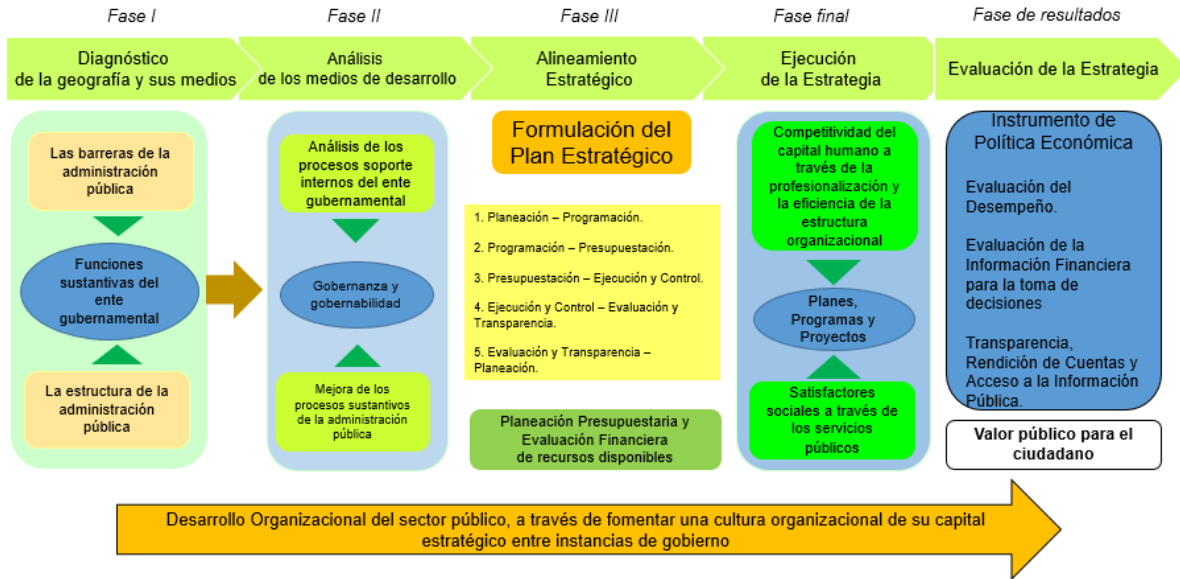 Fase I
Fase II
Fase III
Fase final
Fase de resultados
Diagnóstico
de la geografía y sus medios
Análisis
de los medios de desarrollo
Alineamiento
Estratégico
Ejecución
de la Estrategia
Evaluación de la Estrategia
Las barreras de la
administración
pública
Funciones
sustantivas del
ente
gubernamental
La estructura de la
administración
pública
Análisis de los
procesos soporte
internos del ente
gubernamental
Gobernanza y
gobernabilidad
Mejora de los
procesos sustantivos
de la administración
pública
Formulación del
Plan Estratégico
1. Planeación – Programación.
2. Programación – Presupuestación.
3. Presupuestación – Ejecución y Control.
4. Ejecución y Control – Evaluación y
Transparencia.
5. Evaluación y Transparencia –
Planeación.
Planeación Presupuestaria y
Evaluación Financiera
de recursos disponibles
Competitividad del
capital humano a
través de la
profesionalización y
la eficiencia de la
estructura
organizacional
Planes,
Programas y
Proyectos
Satisfactores
sociales a través de
los servicios
públicos
Instrumento de
Política Económica
Evaluación del
Desempeño.
Evaluación de la
Información Financiera
para la toma de
decisiones
Transparencia,
Rendición de Cuentas y
Acceso a la Información
Pública.
Valor público para el
ciudadano
Desarrollo Organizacional del sector público, a través de fomentar una cultura organizacional de su capital
estratégico entre instancias de gobierno